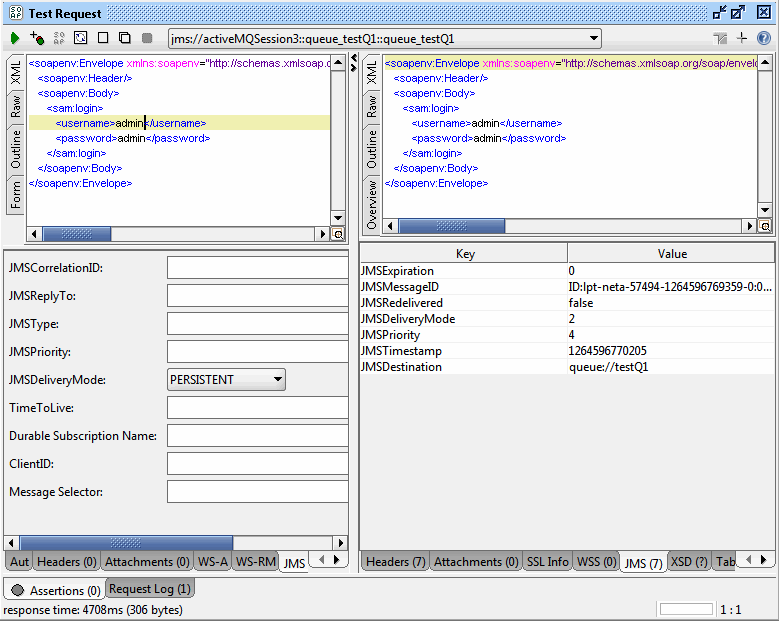 Test Request
jms://activeMQSession3::queue_testQ1::queue_testQ1
XML
Raw
Outline
Form
<soapenv:Envelope xmlns:soapenv="http://schemas.xmlsoap.
<soapenv:Header/>
<soapenv:Body>
<sam:login>
<username>admin</username>
<password>admin</password>
</sam:login>
</soapenv:Body>
</soapenv:Envelope>
XML
Raw
Outline
Overview
<soapenv:Envelope xmlns:soapenv="http://schemas.xmlsoap.org/soap/envelo
<soapenv:Header/>
<soapenv:Body>
<sam:login>
<username>admin</username>
<password>admin</password>
</sam:login>
</soapenv:Body>
</soapenv:Envelope>
JMSCorrelationID:
JMSReplyTo:
JMSType:
JMSPriority:
JMSDeliveryMode: PERSISTENT
TimeToLive:
Durable Subscription Name:
ClientID:
Message Selector:
Key Value
JMSExpiration 0
JMSMessageID ID:lpt-neta-57494-1264596769359-0:0...
JMSRedelivered false
JMSDeliveryMode 2
JMSPriority 4
JMSTimestamp 1264596770205
JMSDestination queue://testQ1
Aut Headers (0) Attachments (0) WS-A WS-RM JMS
Headers (7) Attachments (0) SSL Info WSS (0) JMS (7) XSD (?) Tab
Assertions (0) Request Log (1)
response time: 4708ms (306 bytes) 1 : 1